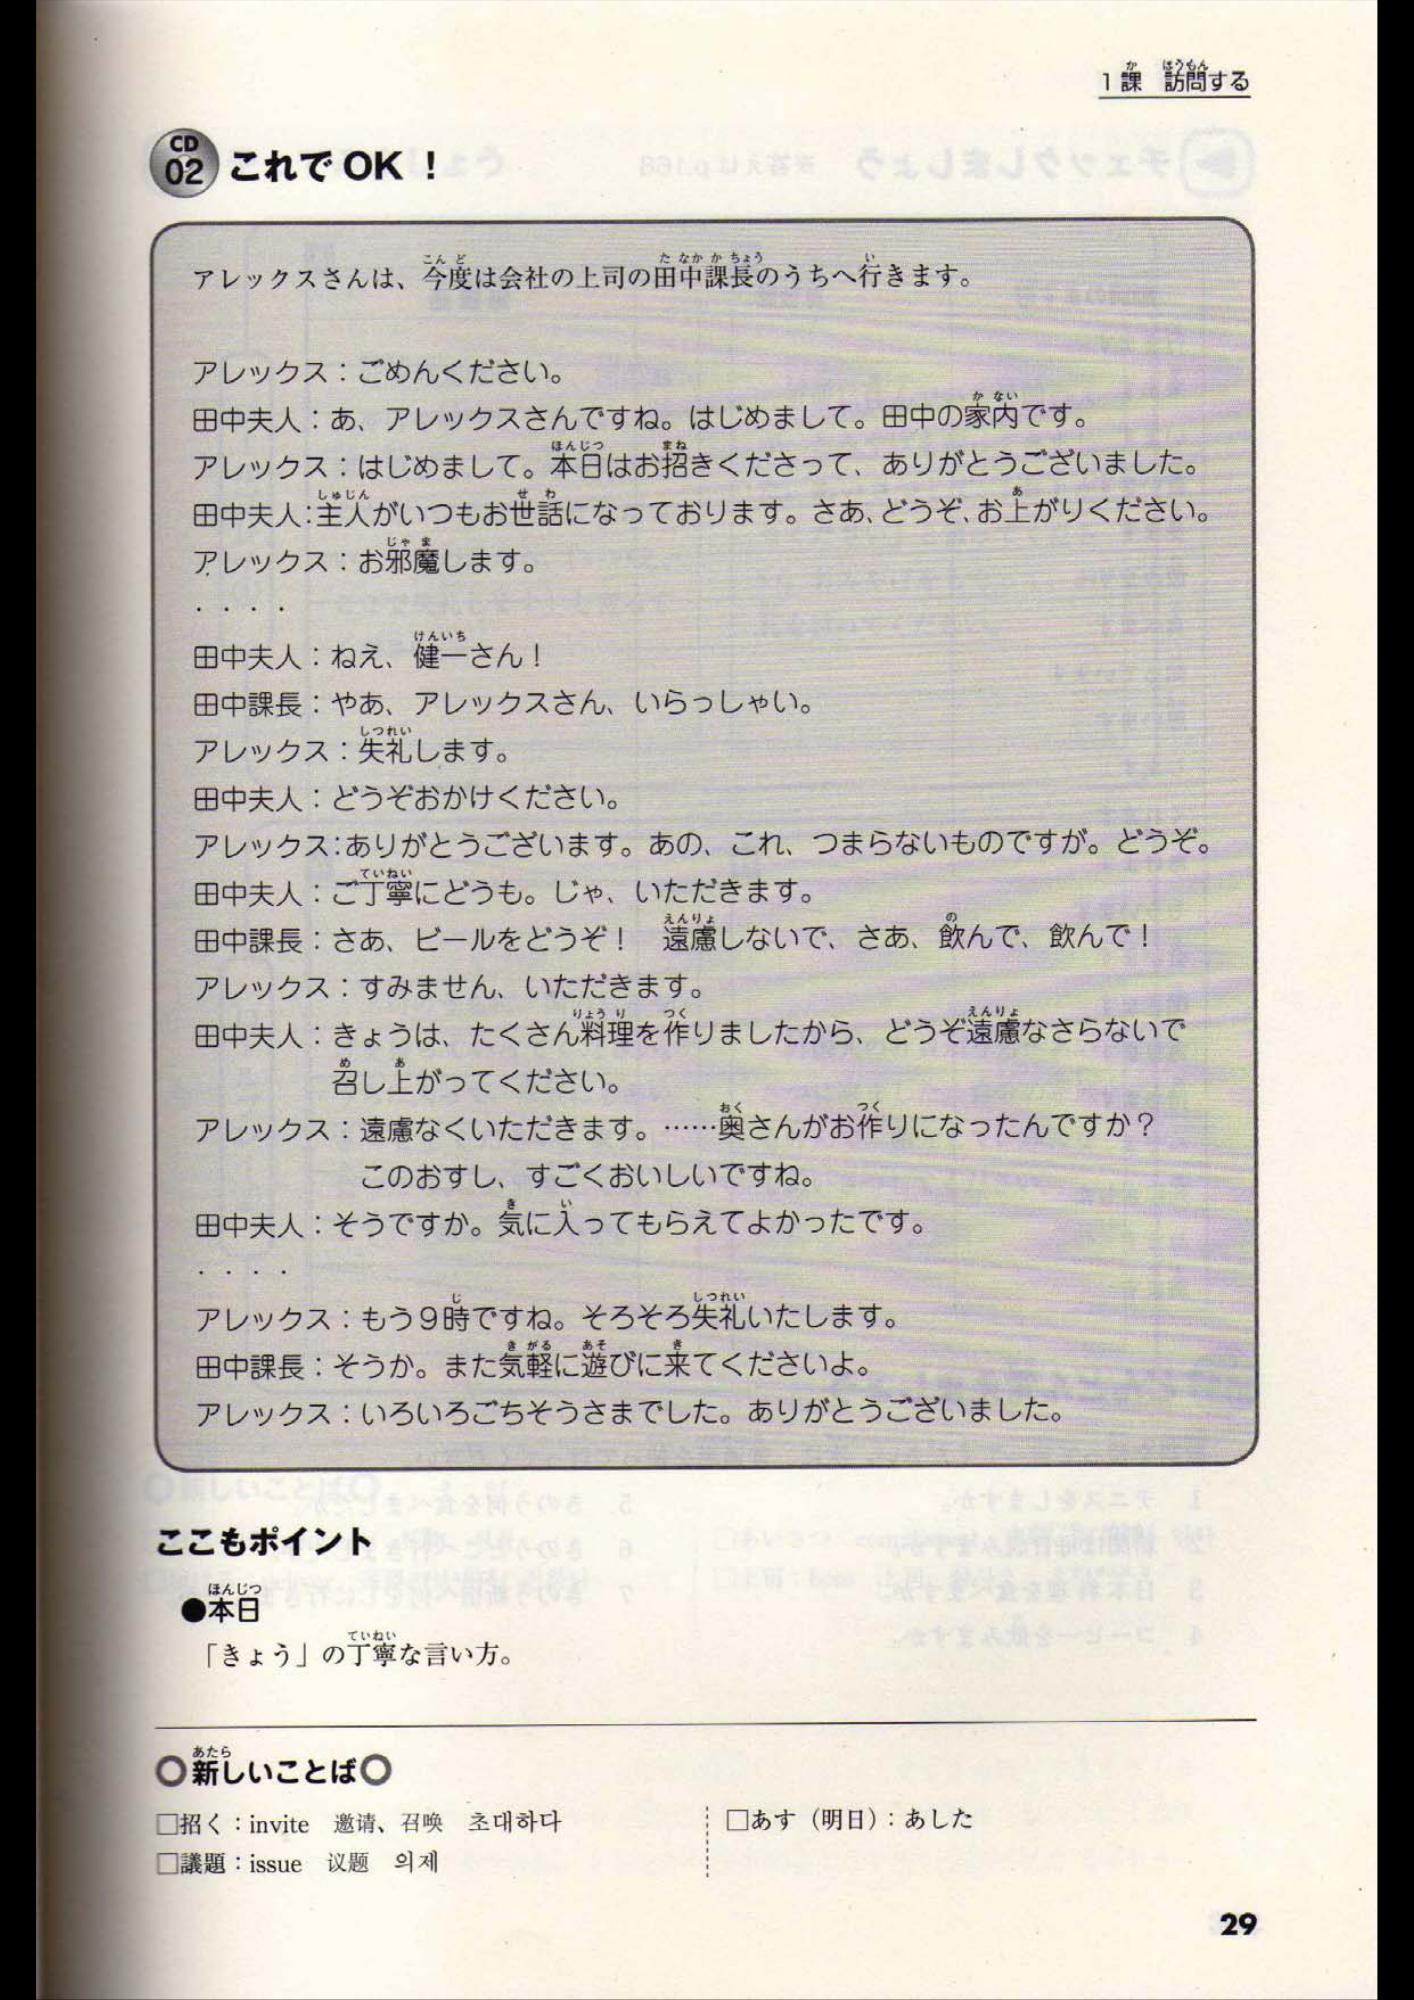 1課　訪問する
CD 02 これでOK！
アレックスさんは、今度は会社の上司の田中課長のうちへ行きます。
アレックス：ごめんください。
田中夫人：あ、アレックスさんですね。はじめまして。田中の家内です。
アレックス：はじめまして。本日はお招きくださって、ありがとうございました。
田中夫人：主人がいつもお世話になっております。さあ、どうぞ、お上がりください。
アレックス：お邪魔します。
・・・・
田中夫人：ねえ、健一さん！
田中課長：やあ、アレックスさん、いらっしゃい。
アレックス：失礼します。
田中夫人：どうぞおかけください。
アレックス：ありがとうございます。あの、これ、つまらないものですが。どうぞ。
田中夫人：ご丁寧にどうも。じゃ、いただきます。
田中課長：さあ、ビールをどうぞ！　遠慮しないで、さあ、飲んで、飲んで！
アレックス：すみません、いただきます。
田中夫人：きょうは、たくさん料理を作りましたから、どうぞ遠慮なさらないで
召し上がってください。
アレックス：遠慮なくいただきます。……奥さんがお作りになったんですか？
このおすし、すごくおいしいですね。
田中夫人：そうですか。気に入ってもらえてよかったです。
・・・・
アレックス：もう9時ですね。そろそろ失礼いたします。
田中課長：そうか。また気軽に遊びに来てくださいよ。
アレックス：いろいろごちそうさまでした。ありがとうございました。
ここもポイント
●本日
「きょう」の丁寧な言い方。
○新しいことば○
□招く：invite　邀请、召唤　초대하다
□議題：issue　议题　의제
□あす（明日）：あした
29